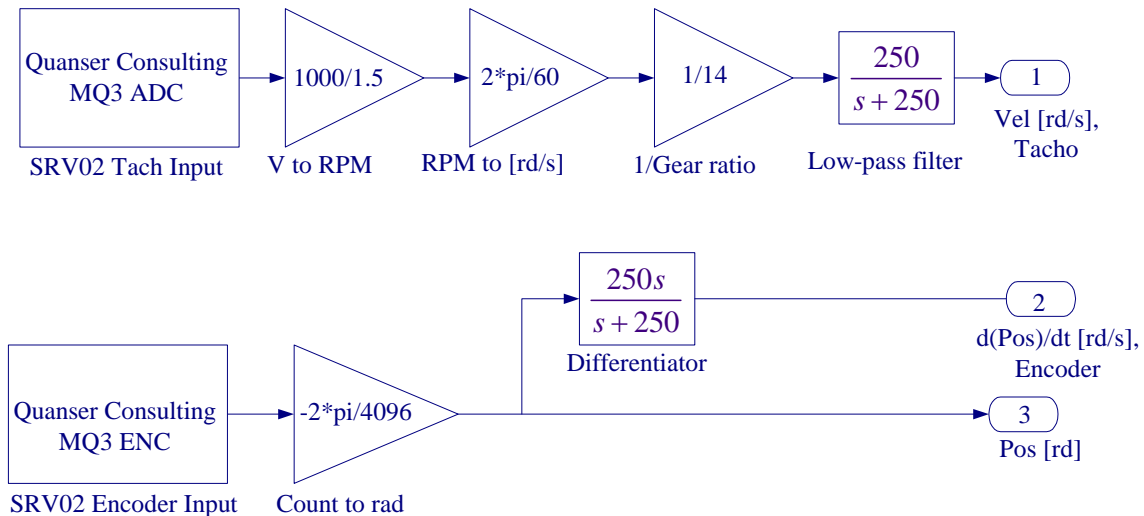 Quanser Consulting
MQ3 ADC
SRV02 Tach Input
1000/1.5
V to RPM
2*pi/60
RPM to [rd/s]
1/14
1/Gear ratio
250
s + 250
Low-pass filter
1
Vel [rd/s],
Tacho
250s
s + 250
Differentiator
2
d(Pos)/dt [rd/s],
Encoder
Quanser Consulting
MQ3 ENC
SRV02 Encoder Input
-2*pi/4096
Count to rad
3
Pos [rd]